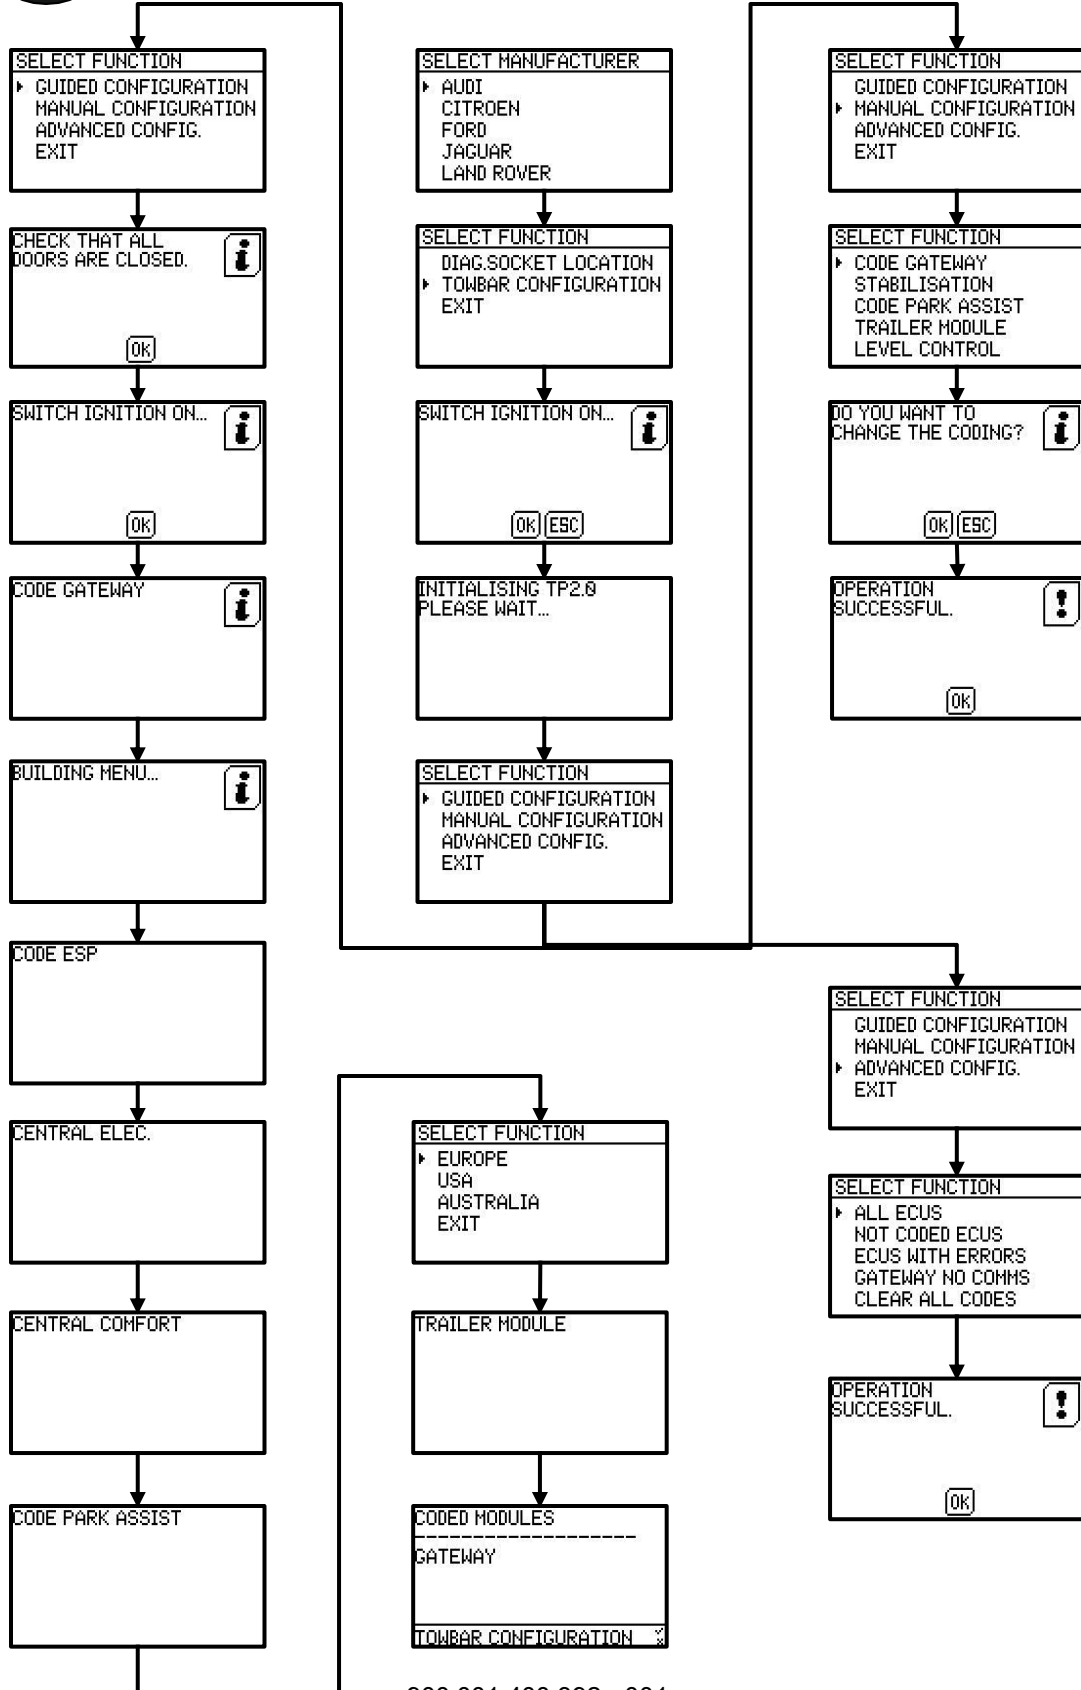 SELECT FUNCTION
GUIDED CONFIGURATION
MANUAL CONFIGURATION
ADVANCED CONFIG.
EXIT
CHECK THAT ALL
DOORS ARE CLOSED.
OK
SWITCH IGNITION ON...
OK
CODE GATEWAY
BUILDING MENU...
CODE ESP
CENTRAL ELEC.
CENTRAL COMFORT
CODE PARK ASSIST
SELECT MANUFACTURER
AUDI
CITROEN
FORD
JAGUAR
LAND ROVER
SELECT FUNCTION
DIAG.SOCKET LOCATION
TOWBAR CONFIGURATION
EXIT
SWITCH IGNITION ON...
OK ESC
INITIALISING TP2.0
PLEASE WAIT...
SELECT FUNCTION
GUIDED CONFIGURATION
MANUAL CONFIGURATION
ADVANCED CONFIG.
EXIT
SELECT FUNCTION
EUROPE
USA
AUSTRALIA
EXIT
TRAILER MODULE
CODED MODULES
-------------------
GATEWAY
TOWBAR CONFIGURATION
SELECT FUNCTION
GUIDED CONFIGURATION
MANUAL CONFIGURATION
ADVANCED CONFIG.
EXIT
SELECT FUNCTION
CODE GATEWAY
STABILISATION
CODE PARK ASSIST
TRAILER MODULE
LEVEL CONTROL
DO YOU WANT TO
CHANGE THE CODING?
OK ESC
OPERATION
SUCCESSFUL.
OK
SELECT FUNCTION
GUIDED CONFIGURATION
MANUAL CONFIGURATION
ADVANCED CONFIG.
EXIT
SELECT FUNCTION
ALL ECUS
NOT CODED ECUS
ECUS WITH ERRORS
GATEWAY NO COMMS
CLEAR ALL CODES
OPERATION
SUCCESSFUL.
OK